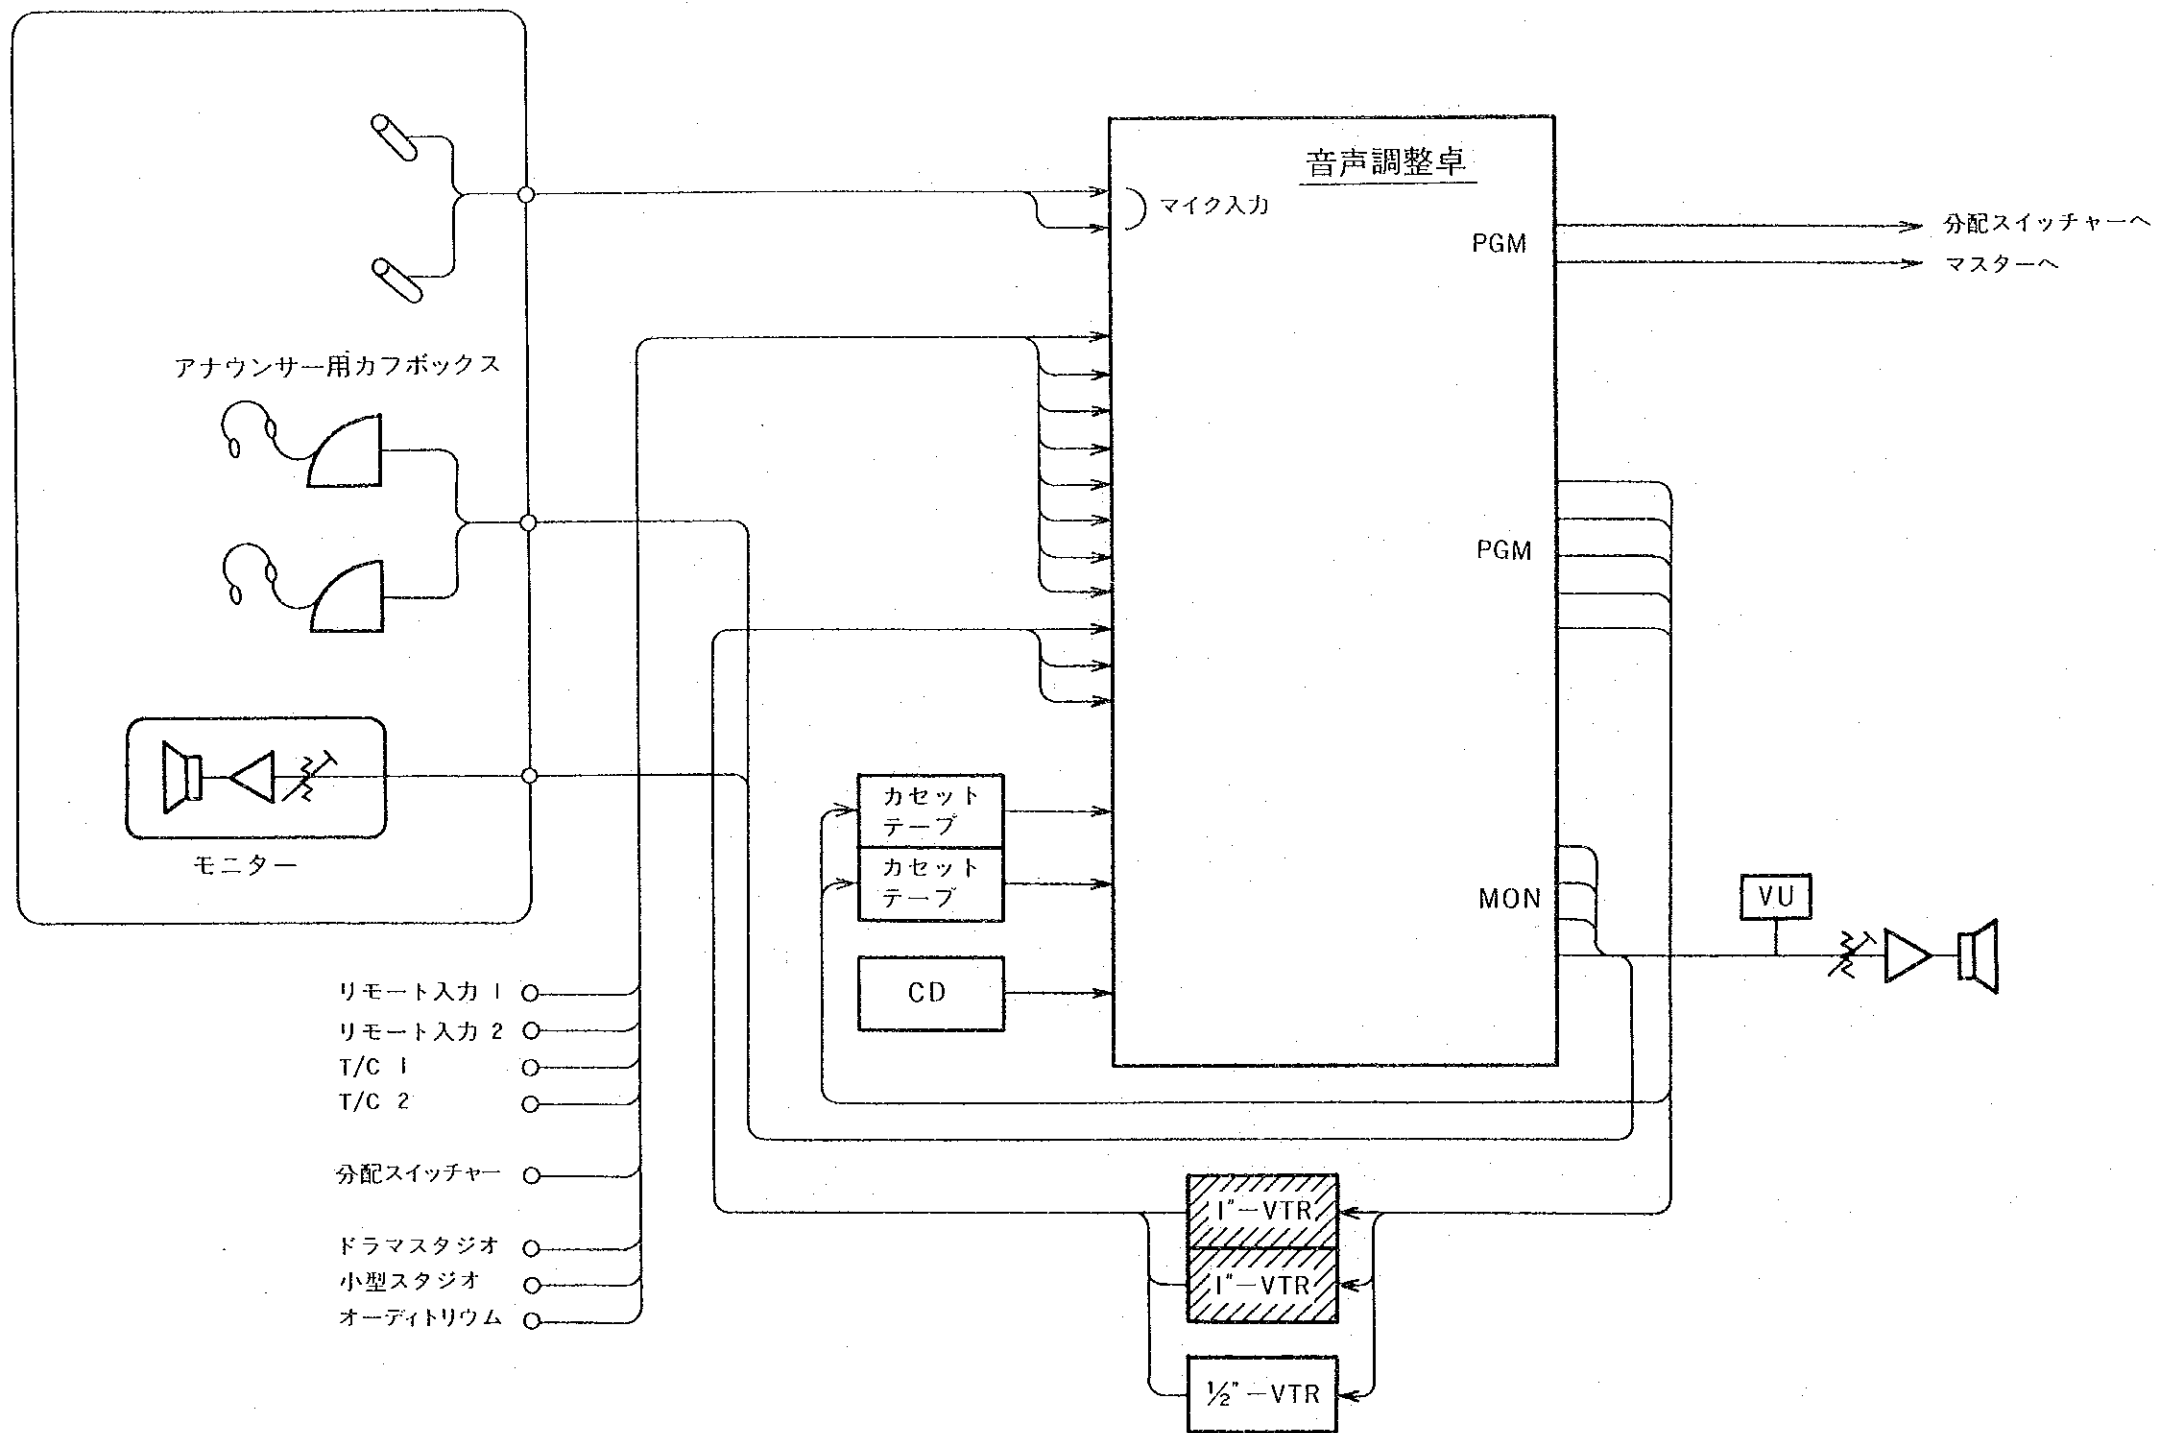 音声調整卓
マイク入力
PGM
分配スイッチャーへ
マスターへ
アナウンサー用カフボックス
PGM
カセット
テープ
カセット
テープ
モニター
MON
VU
CD
リモート入力 1
リモート入力 2
T/C 1
T/C 2
分配スイッチャー
ドラマスタジオ
小型スタジオ
オーディトリウム
1"－VTR
1"－VTR
½"－VTR